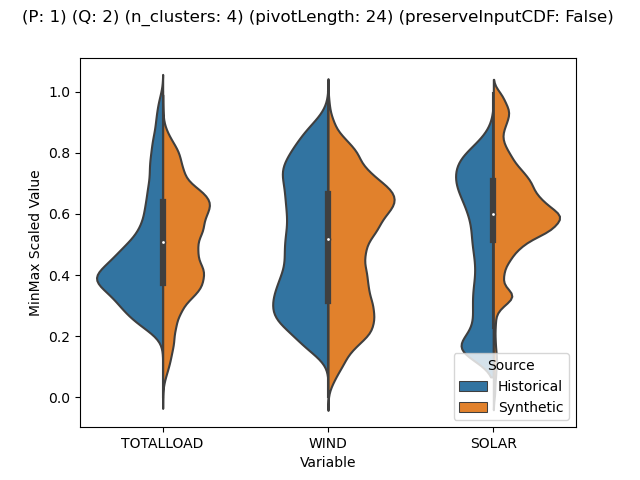 (P: 1) (Q: 2) (n_clusters: 4) (pivotLength: 24) (preserveInputCDF: False)
1.0
0.8
0.6
0.4
0.2
0.0
MinMax Scaled Value
Source
Historical
Synthetic
TOTALLOAD
WIND
SOLAR
Variable